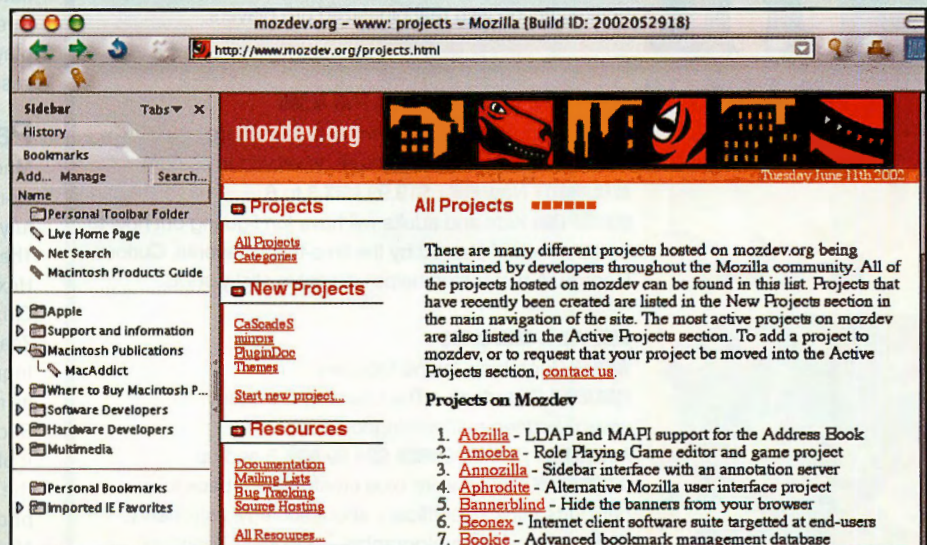 mozdev.org - www: projects - Mozilla {Build ID: 2002052918}
http://www.mozdev.org/projects.html
Sidebar Tabs
History
Bookmarks
Add... Manage Search...
Name
Personal Toolbar Folder
Live Home Page
Net Search
Macintosh Products Guide
Apple
Support and information
Macintosh Publications
MacAddict
Where to Buy Macintosh P...
Software Developers
Hardware Developers
Multimedia
Personal Bookmarks
Imported IE Favorites
mozdev.org
Tuesday June 11th 2002
Projects
All Projects
Categories
New Projects
CaScadeS
mirrors
PluginDoc
Themes
Start new project...
Resources
Documentation
Mailing Lists
Bug Tracking
Source Hosting
All Resources...
All Projects
There are many different projects hosted on mozdev.org being
maintained by developers throughout the Mozilla community. All of
the projects hosted on mozdev can be found in this list. Projects that
have recently been created are listed in the New Projects section in
the main navigation of the site. The most active projects on mozdev
are also listed in the Active Projects section. To add a project to
mozdev, or to request that your project be moved into the Active
Projects section, contact us.
Projects on Mozdev
1. Abzilla - LDAP and MAPI support for the Address Book
2. Amoeba - Role Playing Game editor and game project
3. Annozilla - Sidebar interface with an annotation server
4. Aphrodite - Alternative Mozilla user interface project
5. Bannerblind - Hide the banners from your browser
6. Beonex - Internet client software suite targetted at end-users
7. Bookie - Advanced bookmark management database